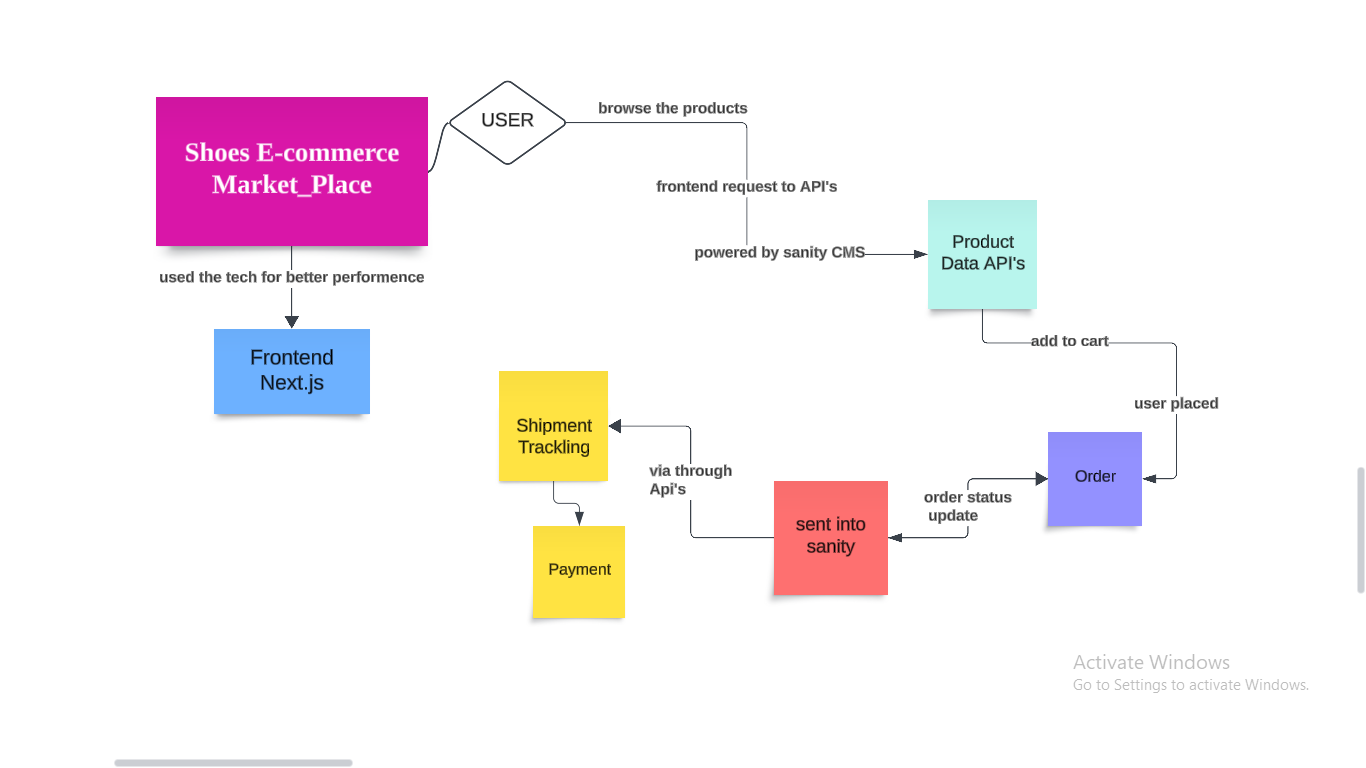 Shoes E-commerce
Market_Place
USER
browse the products
frontend request to API's
powered by sanity CMS
Product
Data API's
used the tech for better performence
Frontend
Next.js
add to cart
user placed
Order
order status
update
sent into
sanity
via through
Api's
Shipment
Trackling
Payment
Activate Windows
Go to Settings to activate Windows.